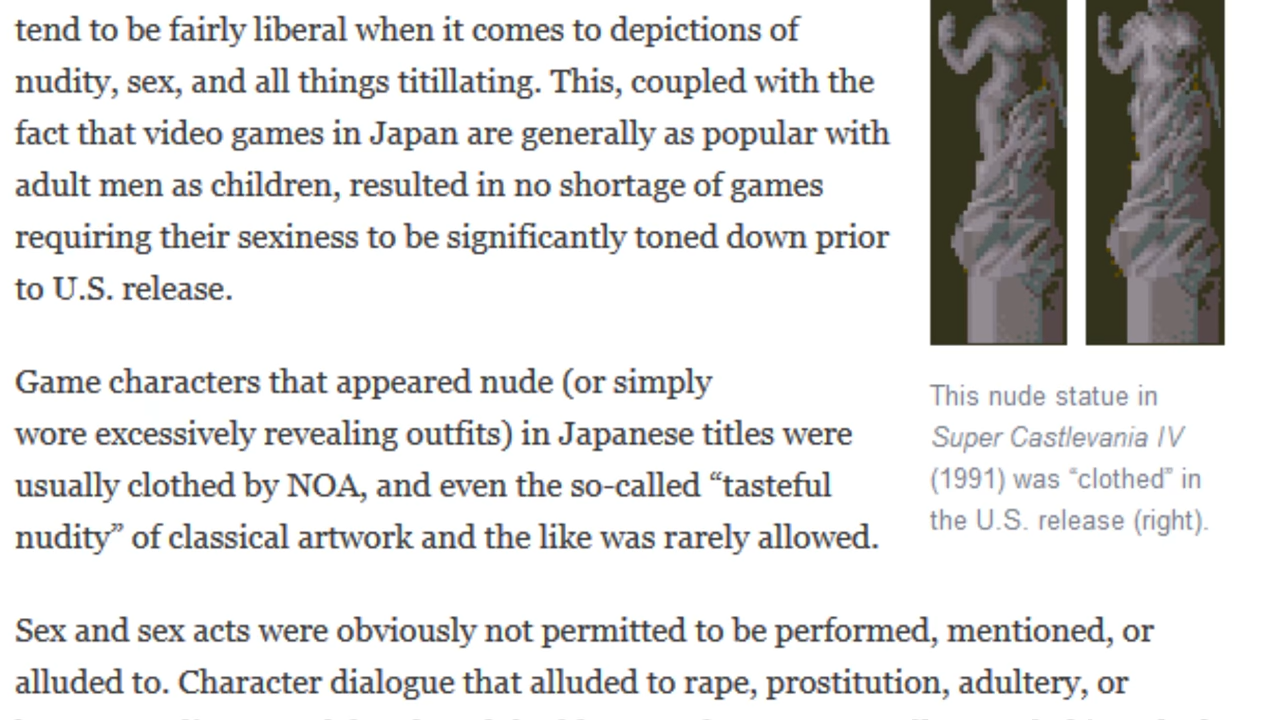 tend to be fairly liberal when it comes to depictions of
nudity, sex, and all things titillating. This, coupled with the
fact that video games in Japan are generally as popular with
adult men as children, resulted in no shortage of games
requiring their sexiness to be significantly toned down prior
to U.S. release.
Game characters that appeared nude (or simply
wore excessively revealing outfits) in Japanese titles were
usually clothed by NOA, and even the so-called “tasteful
nudity” of classical artwork and the like was rarely allowed.
This nude statue in
Super Castlevania IV
(1991) was “clothed” in
the U.S. release (right).
Sex and sex acts were obviously not permitted to be performed, mentioned, or
alluded to. Character dialogue that alluded to rape, prostitution, adultery, or